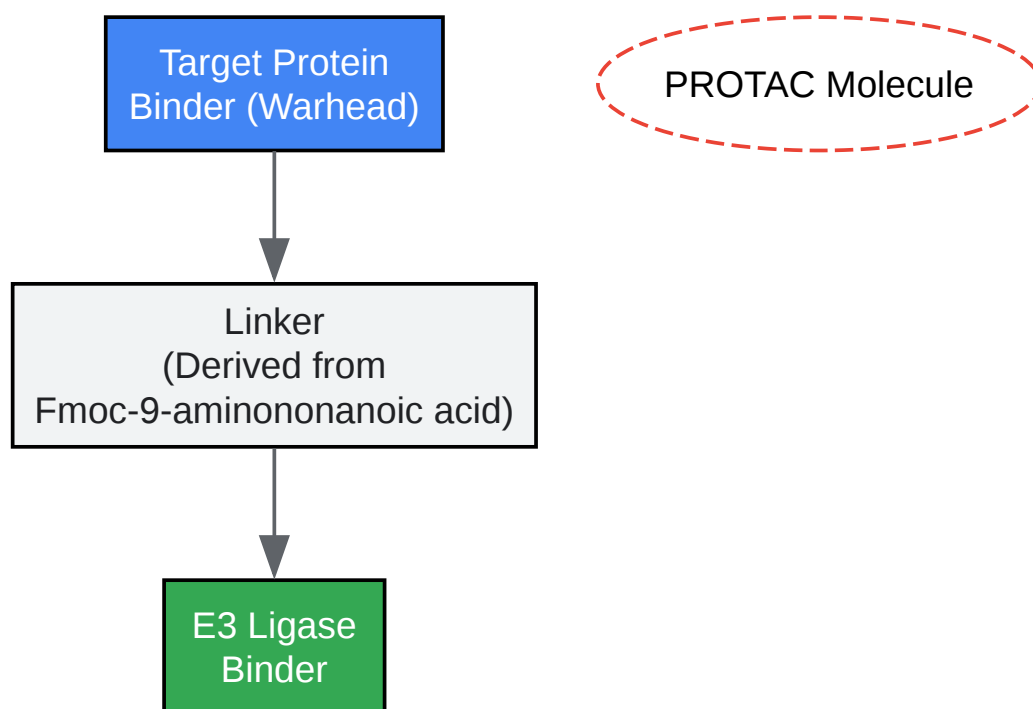 Target Protein
Binder (Warhead)
PROTAC Molecule
Linker
(Derived from
Fmoc-9-aminononanoic acid)
E3 Ligase
Binder